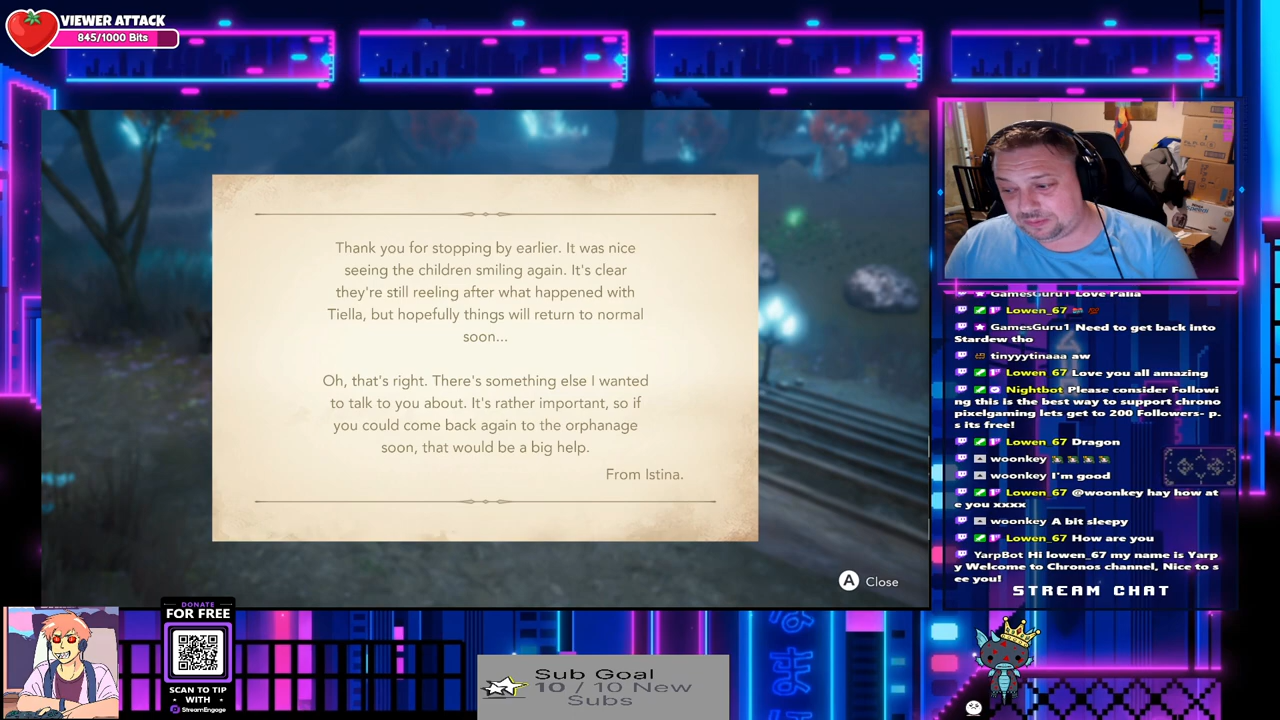 VIEWER ATTACK
845/1000 Bits
Thank you for stopping by earlier. It was nice
seeing the children smiling again. It's clear
they're still reeling after what happened with
Tiella, but hopefully things will return to normal
soon...
Oh, that's right. There's something else I wanted
to talk to you about. It's rather important, so if
you could come back again to the orphanage
soon, that would be a big help.
From Istina.
A Close
GamesGuru1 Love Palia
Lowen_67
GamesGuru1 Need to get back into
Stardew tho
tinyyytinaaa aw
Lowen_67 Love you all amazing
Nightbot Please consider Followi
ng this is the best way to support chrono
pixelgaming lets get to 200 Followers- p.
s its free!
Lowen_67 Dragon
woonkey
woonkey I'm good
Lowen_67 @woonkey hay how ar
e you xxxx
woonkey A bit sleepy
Lowen_67 How are you
YarpBot Hi lowen_67 my name is Yarp
y Welcome to Chronos channel, Nice to s
ee you!
STREAM CHAT
DONATE
FOR FREE
SCAN TO TIP
WITH
StreamEngage
Sub Goal
10 / 10 New
Subs
は
ま